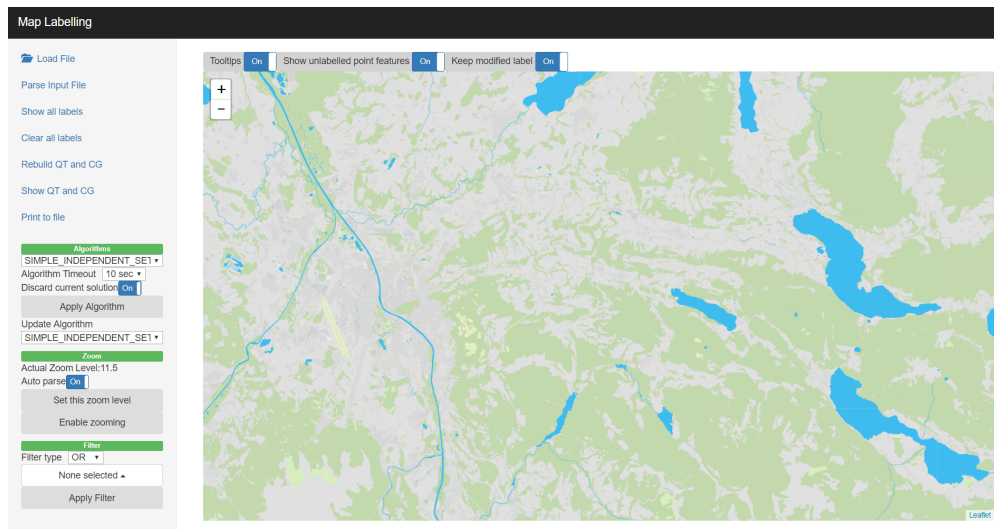 Map Labelling
Load File
Parse Input File
Show all labels
Clear all labels
Rebuild QT and CG
Show QT and CG
Print to file
Algorithms
SIMPLE_INDEPENDENT_SET
Algorithm Timeout 10 sec
Discard current solution On
Apply Algorithm
Update Algorithm
SIMPLE_INDEPENDENT_SET
Zoom
Actual Zoom Level:11.5
Auto parse On
Set this zoom level
Enable zooming
Filter
Filter type OR
None selected
Apply Filter
Tooltips On Show unlabelled point features On Keep modified label On
+
−
Leaflet